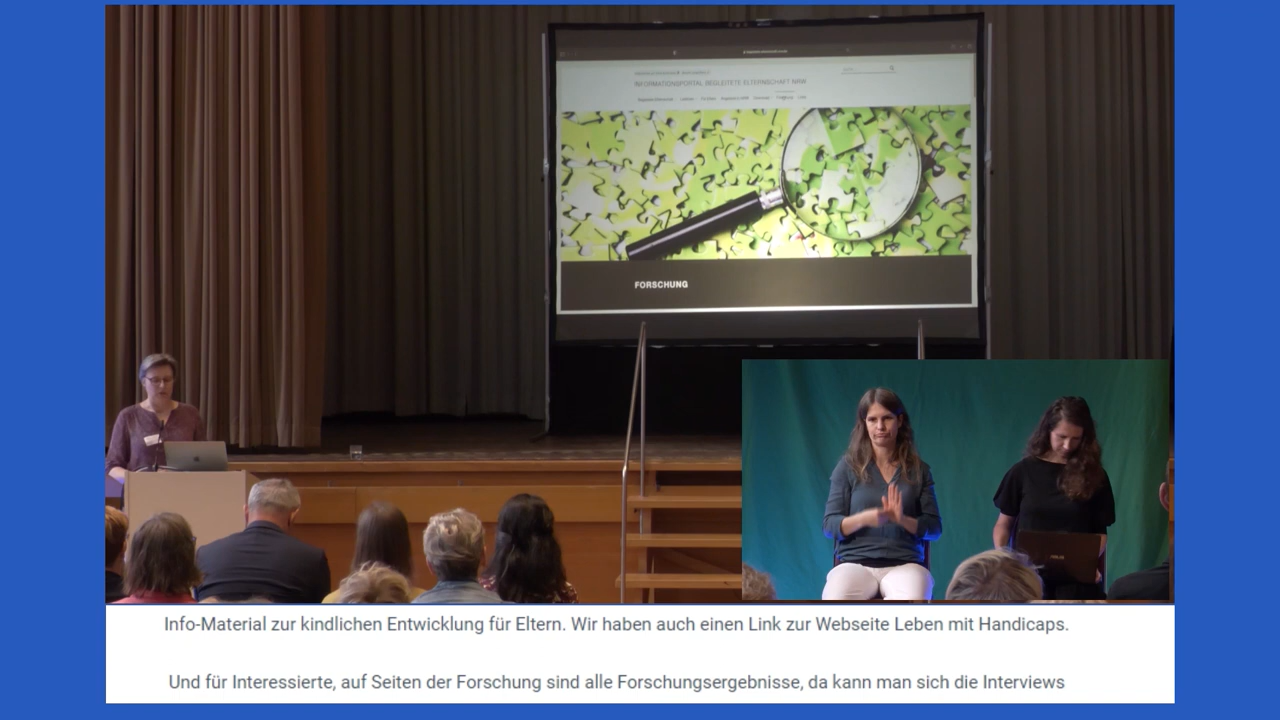 INFORMATIONSPORTAL BEGLEITETE ELTERNSCHAFT NRW
FORSCHUNG
Info-Material zur kindlichen Entwicklung für Eltern. Wir haben auch einen Link zur Webseite Leben mit Handicaps.
Und für Interessierte, auf Seiten der Forschung sind alle Forschungsergebnisse, da kann man sich die Interviews